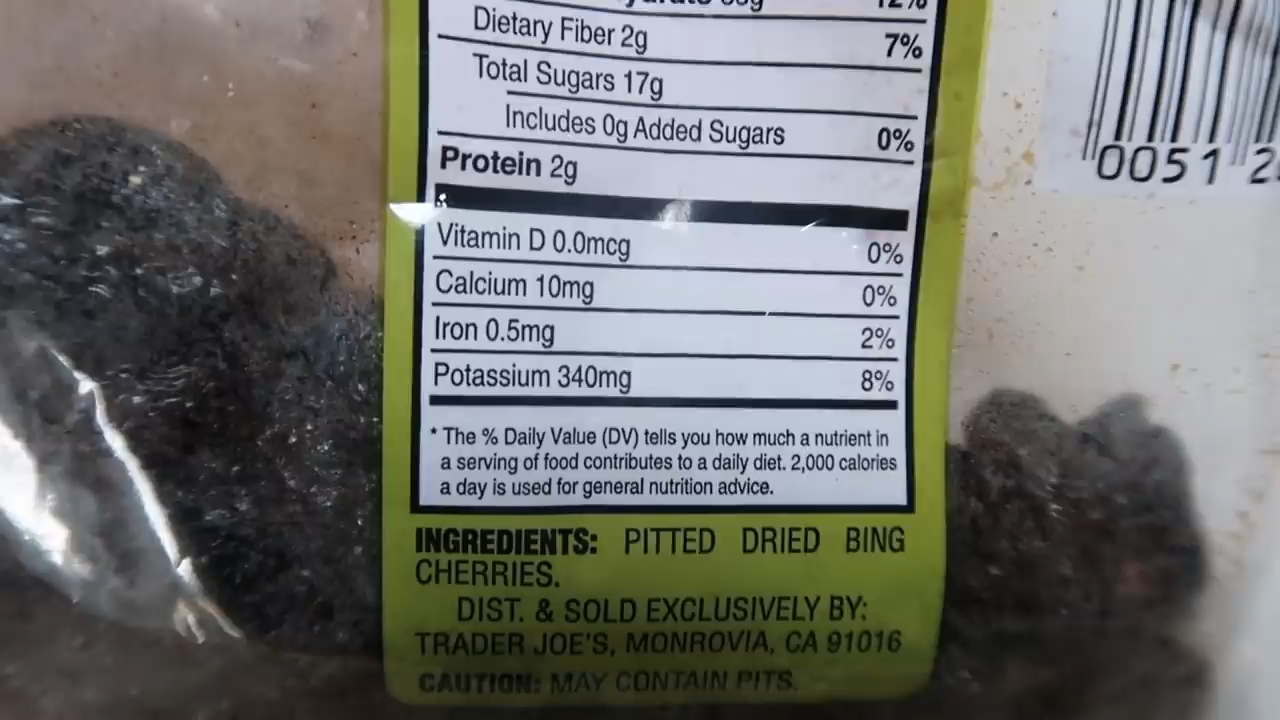 Dietary Fiber 2g 7%
Total Sugars 17g
Includes 0g Added Sugars 0%
Protein 2g
Vitamin D 0.0mcg 0%
Calcium 10mg 0%
Iron 0.5mg 2%
Potassium 340mg 8%
* The % Daily Value (DV) tells you how much a nutrient in
a serving of food contributes to a daily diet. 2,000 calories
a day is used for general nutrition advice.
INGREDIENTS: PITTED DRIED BING
CHERRIES.
DIST. & SOLD EXCLUSIVELY BY:
TRADER JOE'S, MONROVIA, CA 91016
CAUTION: MAY CONTAIN PITS.
0051